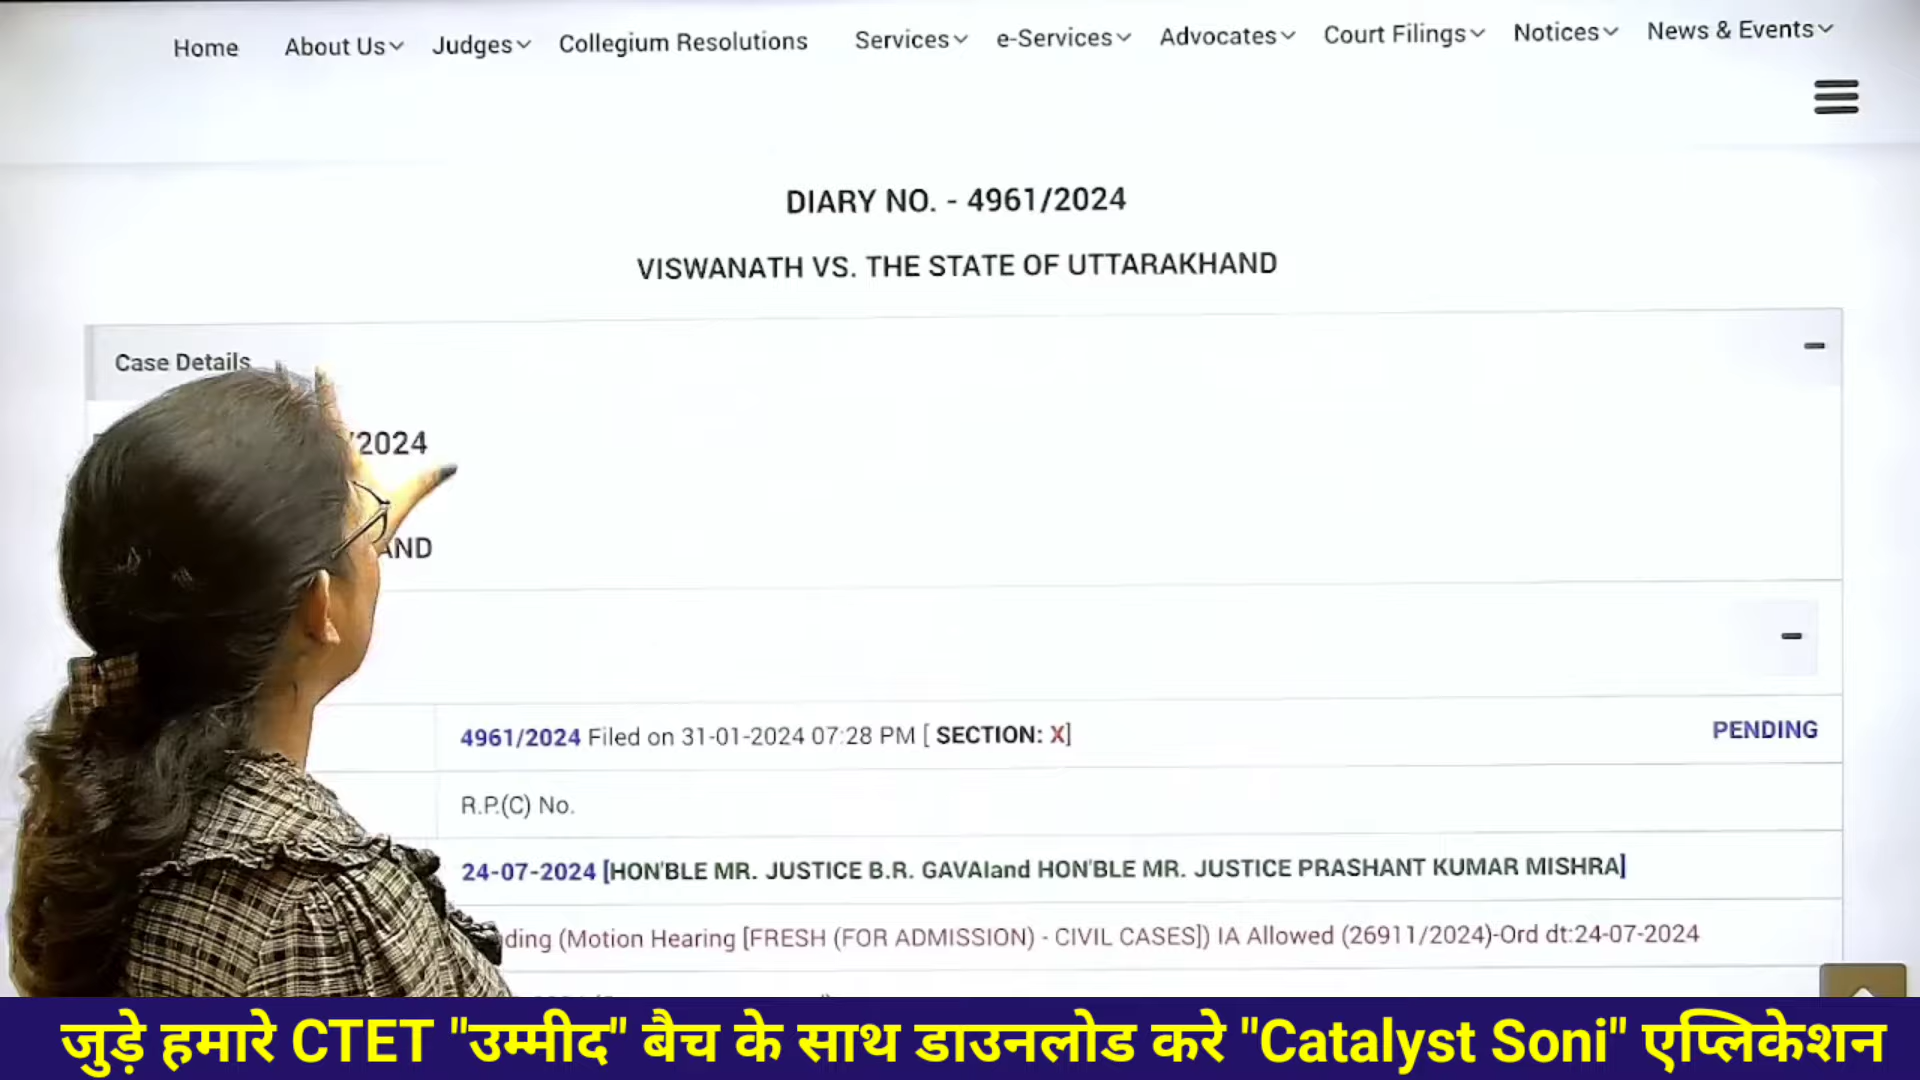 Home About Us Judges Collegium Resolutions Services e-Services Advocates Court Filings Notices News & Events
DIARY NO. - 4961/2024
VISWANATH VS. THE STATE OF UTTARAKHAND
Case Details
/2024
AND
4961/2024 Filed on 31-01-2024 07:28 PM [ SECTION: X]
PENDING
R.P.(C) No.
24-07-2024 [HON'BLE MR. JUSTICE B.R. GAVAIand HON'BLE MR. JUSTICE PRASHANT KUMAR MISHRA]
ding (Motion Hearing [FRESH (FOR ADMISSION) - CIVIL CASES]) IA Allowed (26911/2024)-Ord dt:24-07-2024
जुड़े हमारे CTET "उम्मीद" बैच के साथ डाउनलोड करे "Catalyst Soni" एप्लिकेशन